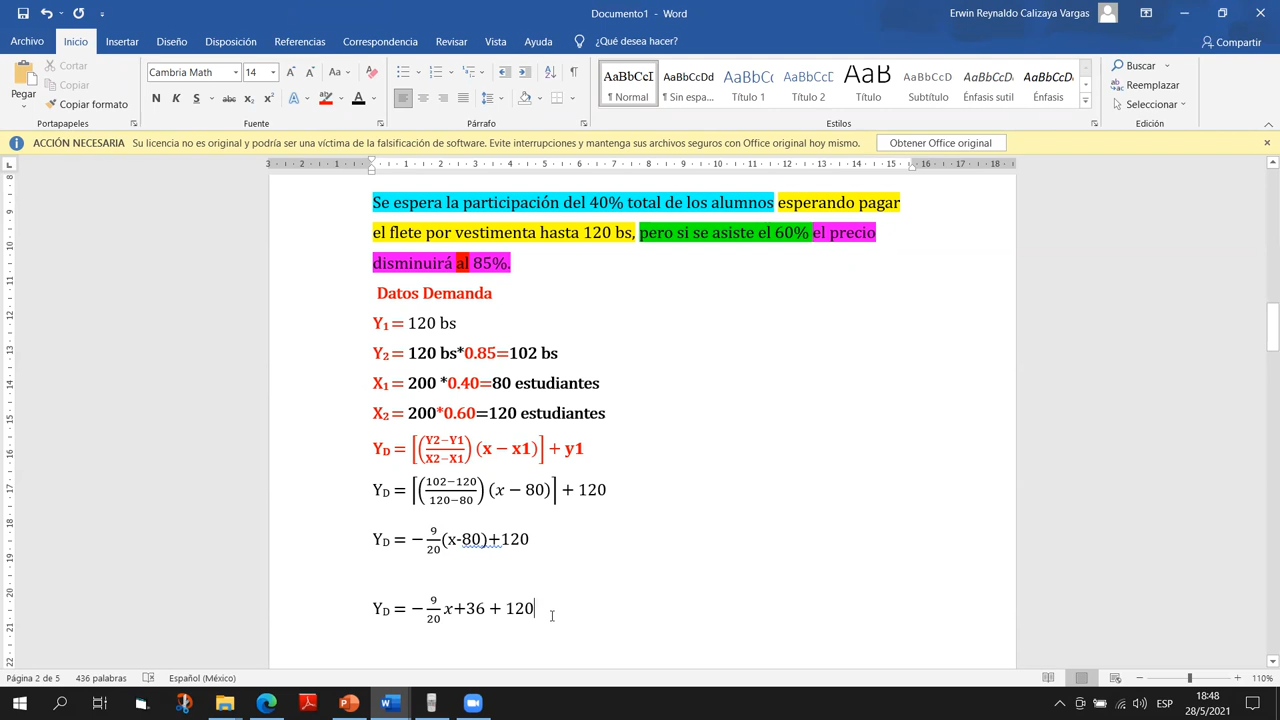 Documento1 - Word
Erwin Reynaldo Calizaya Vargas
Archivo Inicio Insertar Diseño Disposición Referencias Correspondencia Revisar Vista Ayuda ¿Qué desea hacer? Compartir
Pegar
Cortar
Copiar
Copiar formato
Portapapeles
Cambria Math 14
Fuente
Párrafo
AaBbCcI AaBbCcDd AaBbCc AaBbCcI AaB AaBbCcD AaBbCcDd AaBbCcDd
¶ Normal ¶ Sin espa... Título 1 Título 2 Título Subtítulo Énfasis sutil Énfasis
Estilos
Buscar
Reemplazar
Seleccionar
Edición
ACCIÓN NECESARIA Su licencia no es original y podría ser una víctima de la falsificación de software. Evite interrupciones y mantenga sus archivos seguros con Office original hoy mismo. Obtener Office original
Se espera la participación del 40% total de los alumnos esperando pagar
el flete por vestimenta hasta 120 bs, pero si se asiste el 60% el precio
disminuirá al 85%.
Datos Demanda
Y₁ = 120 bs
Y₂ = 120 bs*0.85=102 bs
X₁ = 200 *0.40=80 estudiantes
X₂ = 200*0.60=120 estudiantes
Y_D = [((Y2−Y1)/(X2−X1)) (x − x1)] + y1
Y_D = [((102−120)/(120−80)) (x − 80)] + 120
Y_D = −9/20(x-80)+120
Y_D = −9/20 x+36 + 120
Página 2 de 5 436 palabras Español (México) 110%
ESP
18:48
28/5/2021